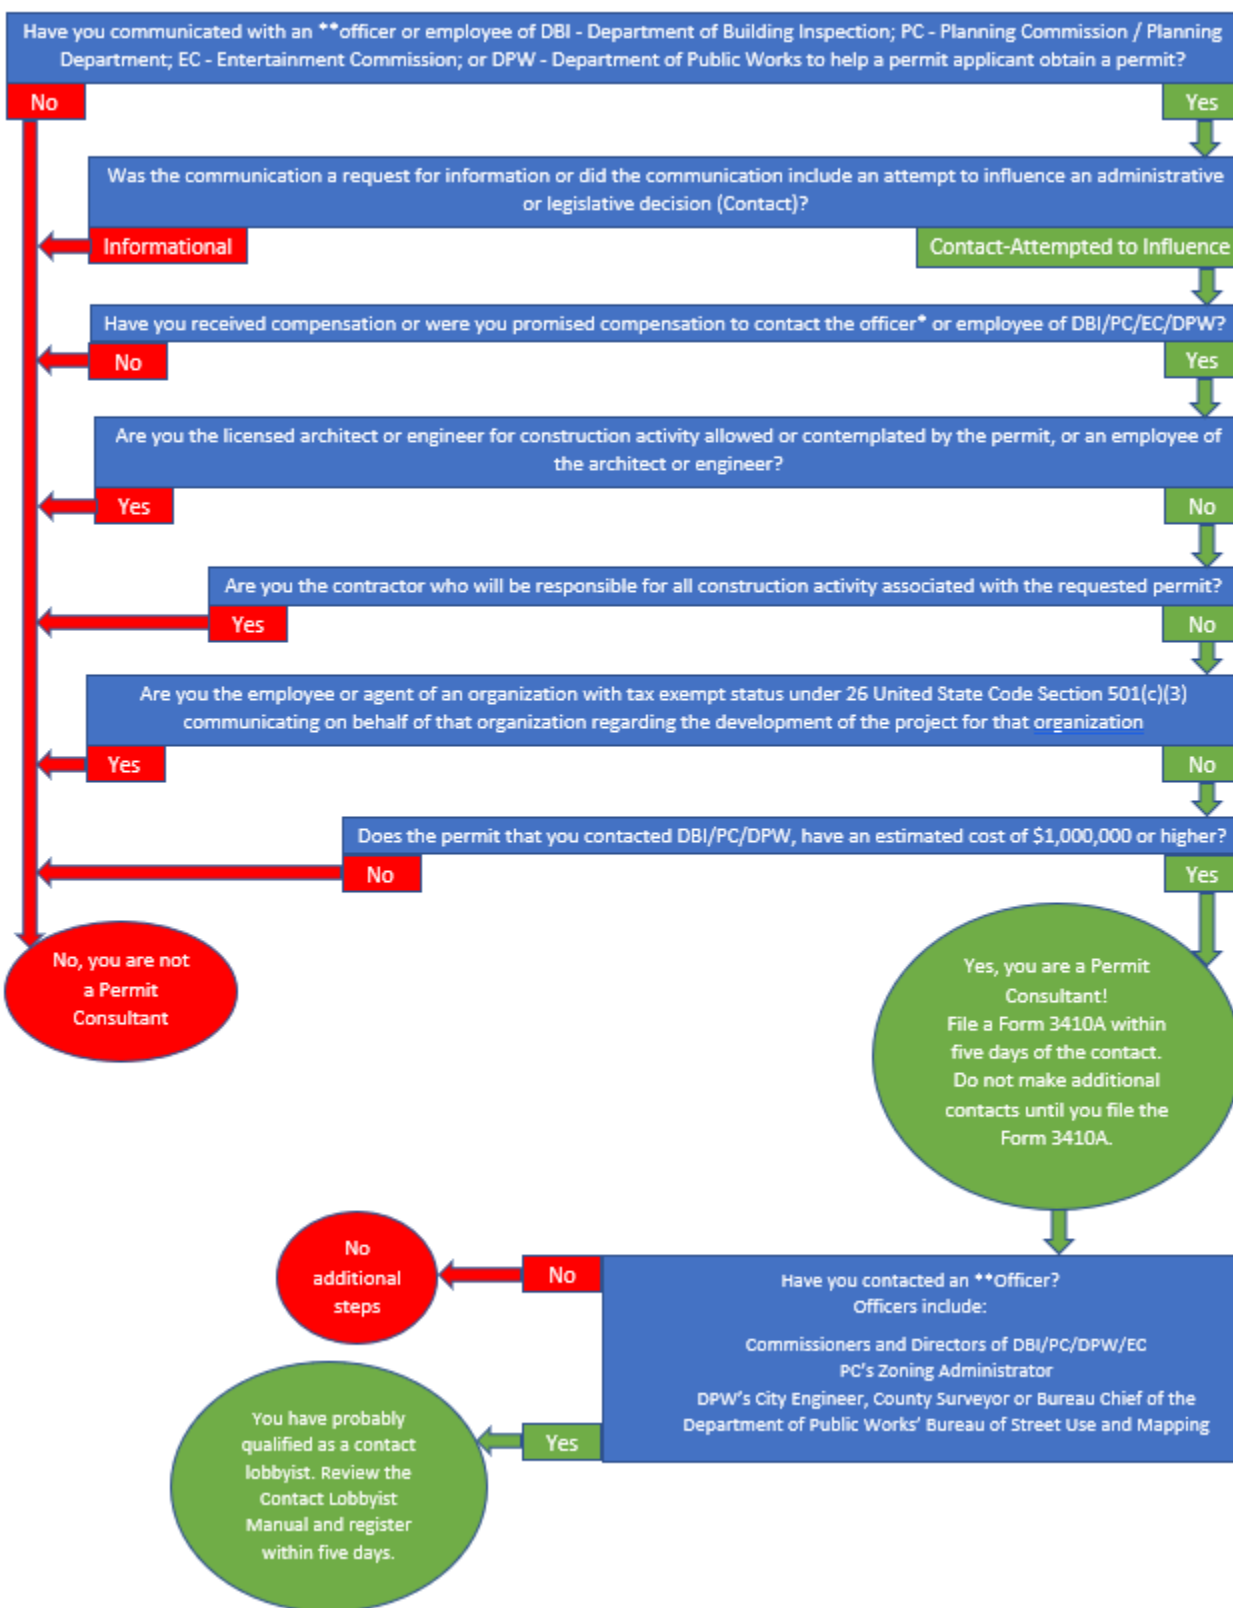 Have you communicated with an **officer or employee of DBI - Department of Building Inspection; PC - Planning Commission / Planning
Department; EC - Entertainment Commission; or DPW - Department of Public Works to help a permit applicant obtain a permit?
No
Yes
Was the communication a request for information or did the communication include an attempt to influence an administrative
or legislative decision (Contact)?
Informational
Contact-Attempted to Influence
Have you received compensation or were you promised compensation to contact the officer* or employee of DBI/PC/EC/DPW?
No
Yes
Are you the licensed architect or engineer for construction activity allowed or contemplated by the permit, or an employee of
the architect or engineer?
Yes
No
Are you the contractor who will be responsible for all construction activity associated with the requested permit?
Yes
No
Are you the employee or agent of an organization with tax exempt status under 26 United State Code Section 501(c)(3)
communicating on behalf of that organization regarding the development of the project for that organization
Yes
No
Does the permit that you contacted DBI/PC/DPW, have an estimated cost of $1,000,000 or higher?
No
Yes
No, you are not
a Permit
Consultant
Yes, you are a Permit
Consultant!
File a Form 3410A within
five days of the contact.
Do not make additional
contacts until you file the
Form 3410A.
No
additional
steps
No
Have you contacted an **Officer?
Officers include:
Commissioners and Directors of DBI/PC/DPW/EC
PC's Zoning Administrator
DPW's City Engineer, County Surveyor or Bureau Chief of the
Department of Public Works' Bureau of Street Use and Mapping
Yes
You have probably
qualified as a contact
lobbyist. Review the
Contact Lobbyist
Manual and register
within five days.